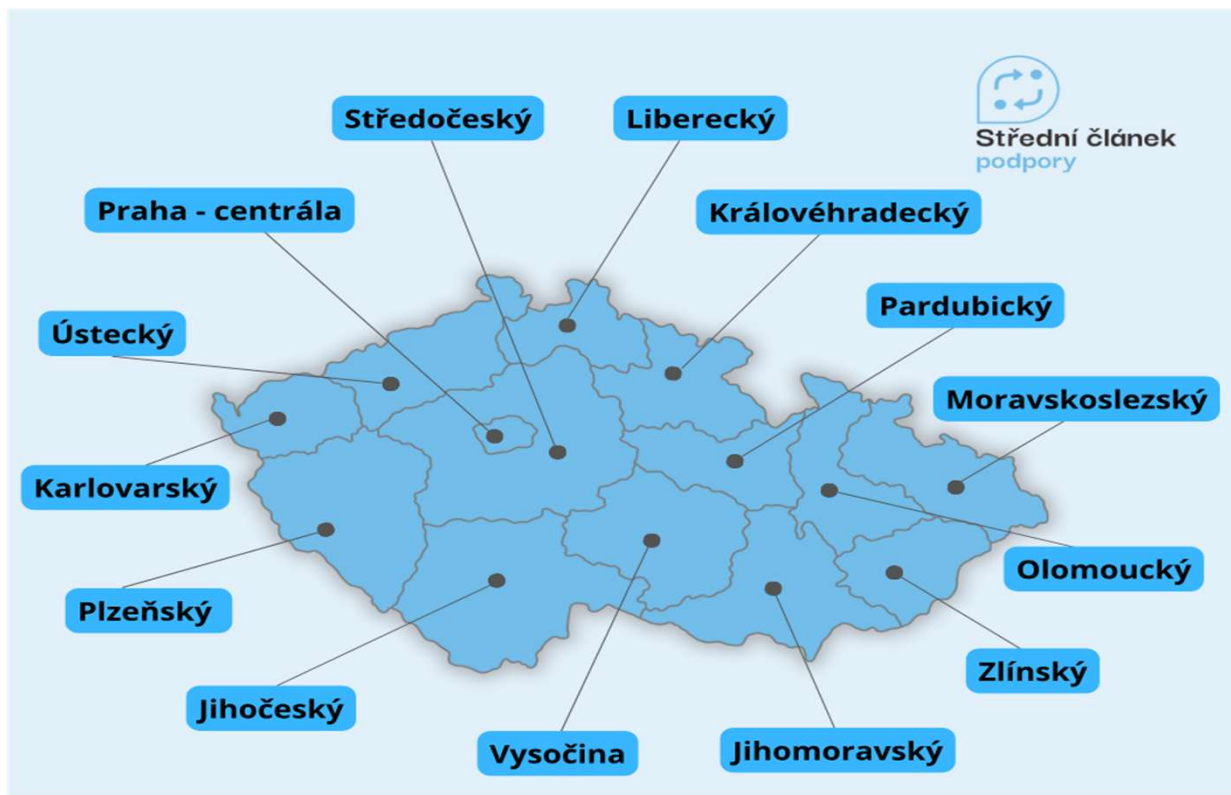 Středočeský
Liberecký
Střední článek
podpory
Praha - centrála
Královéhradecký
Pardubický
Ústecký
Moravskoslezský
Karlovarský
Olomoucký
Plzeňský
Zlínský
Jihočeský
Vysočina
Jihomoravský